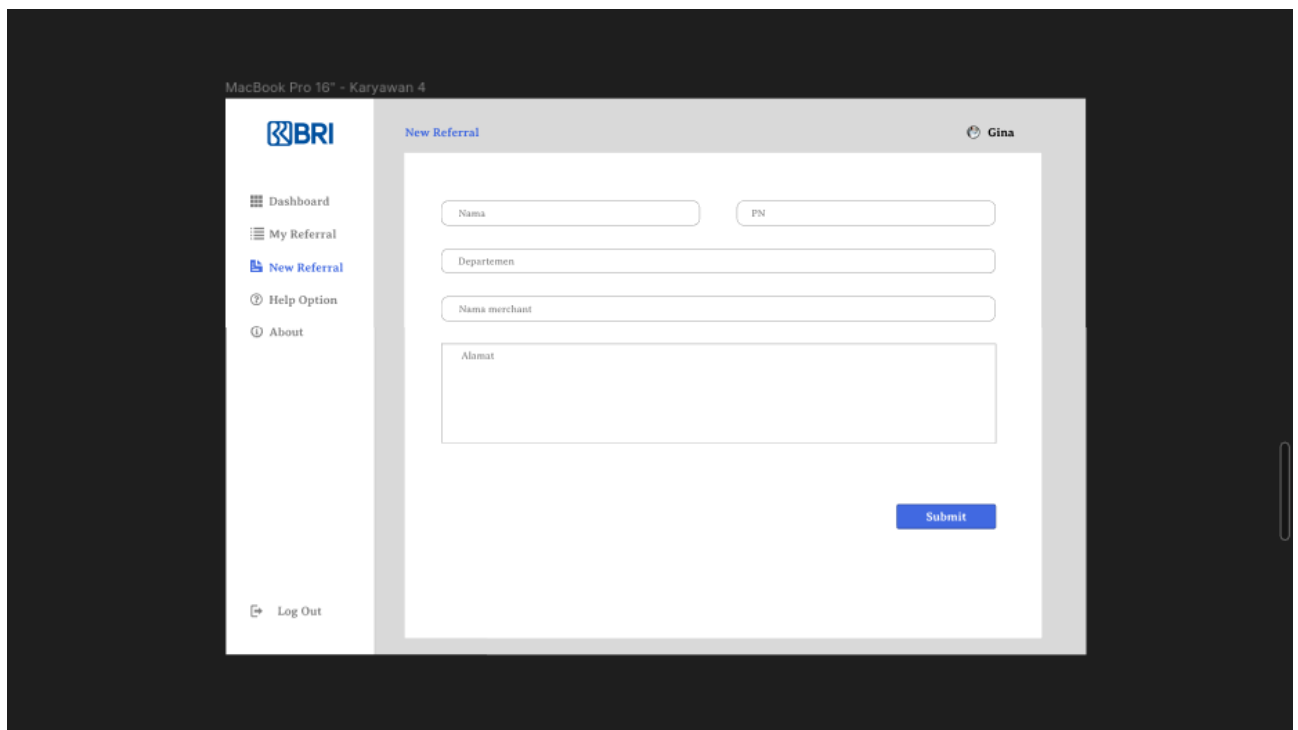 MacBook Pro 16" - Karyawan 4
BRI
New Referral
Gina
Dashboard
My Referral
New Referral
Help Option
About
Log Out
Nama
PN
Departemen
Nama merchant
Alamat
Submit